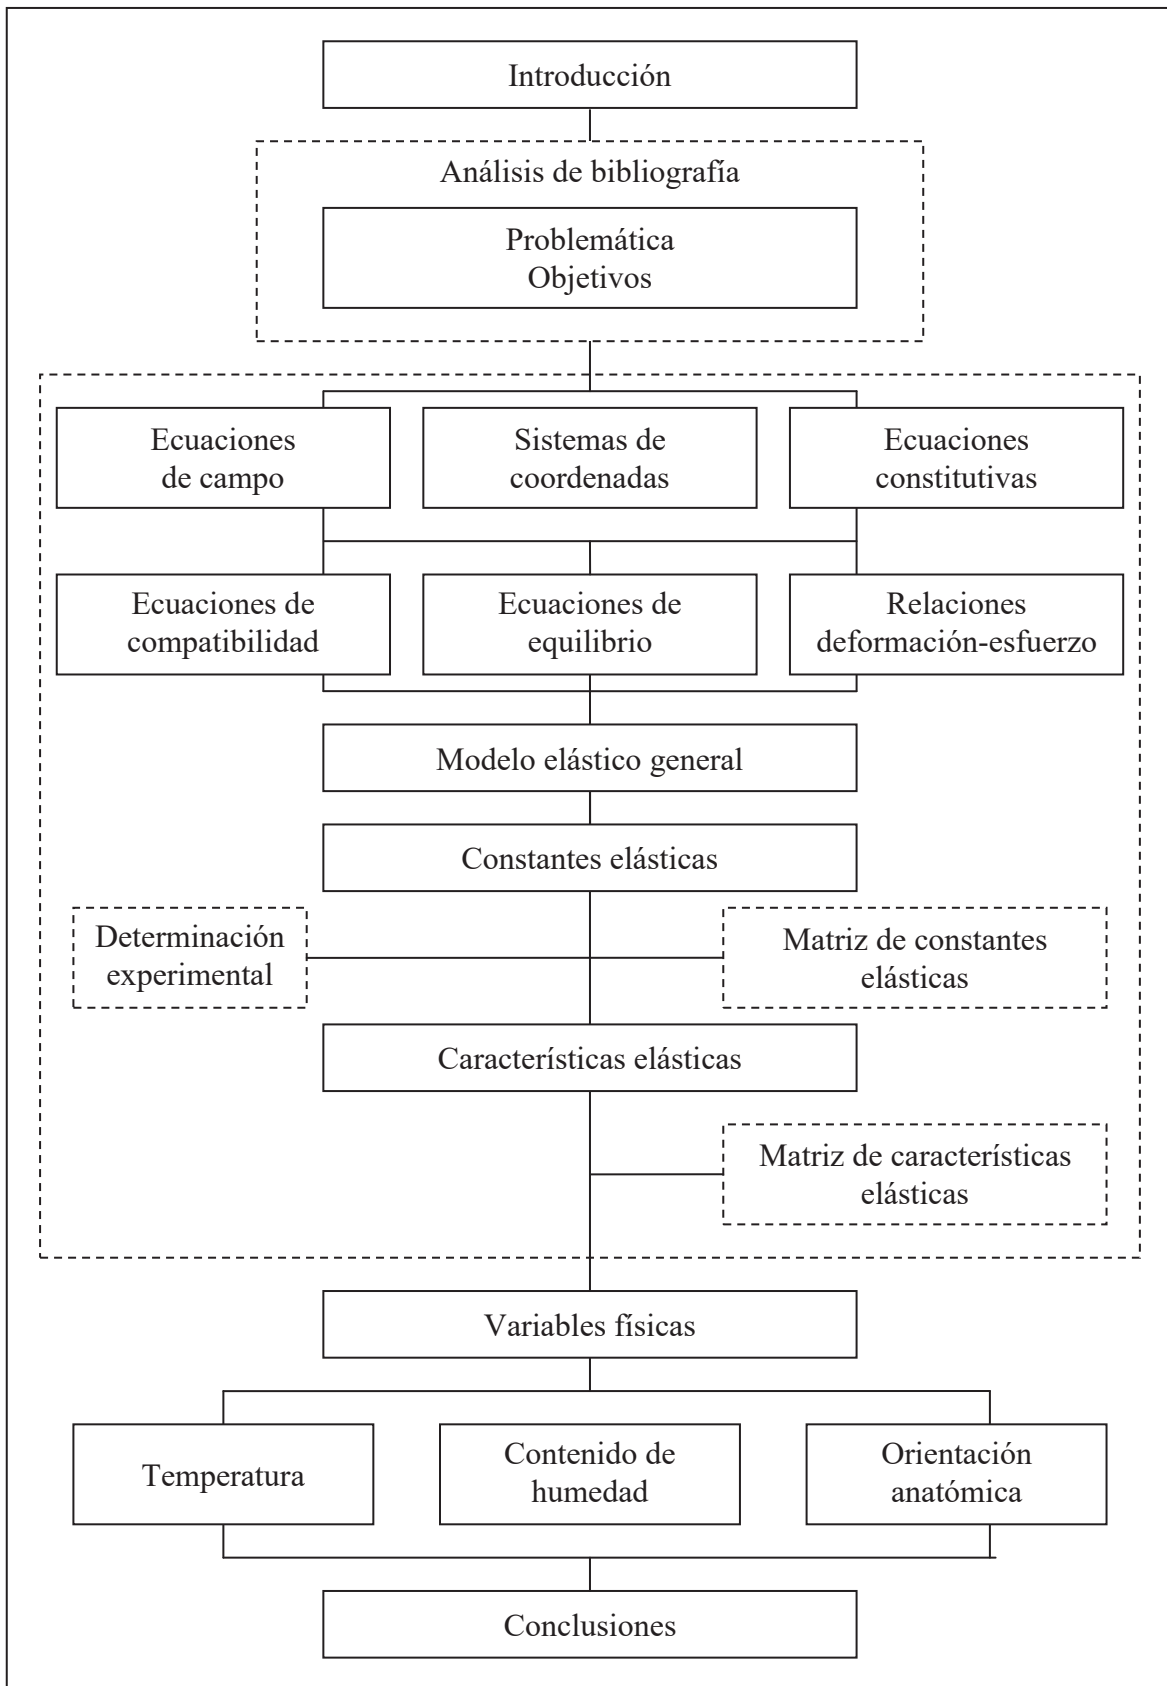 Introducción
Análisis de bibliografía
Problemática
Objetivos
Ecuaciones
de campo
Sistemas de
coordenadas
Ecuaciones
constitutivas
Ecuaciones de
compatibilidad
Ecuaciones de
equilibrio
Relaciones
deformación-esfuerzo
Modelo elástico general
Constantes elásticas
Determinación
experimental
Matriz de constantes
elásticas
Características elásticas
Matriz de características
elásticas
Variables físicas
Temperatura
Contenido de
humedad
Orientación
anatómica
Conclusiones